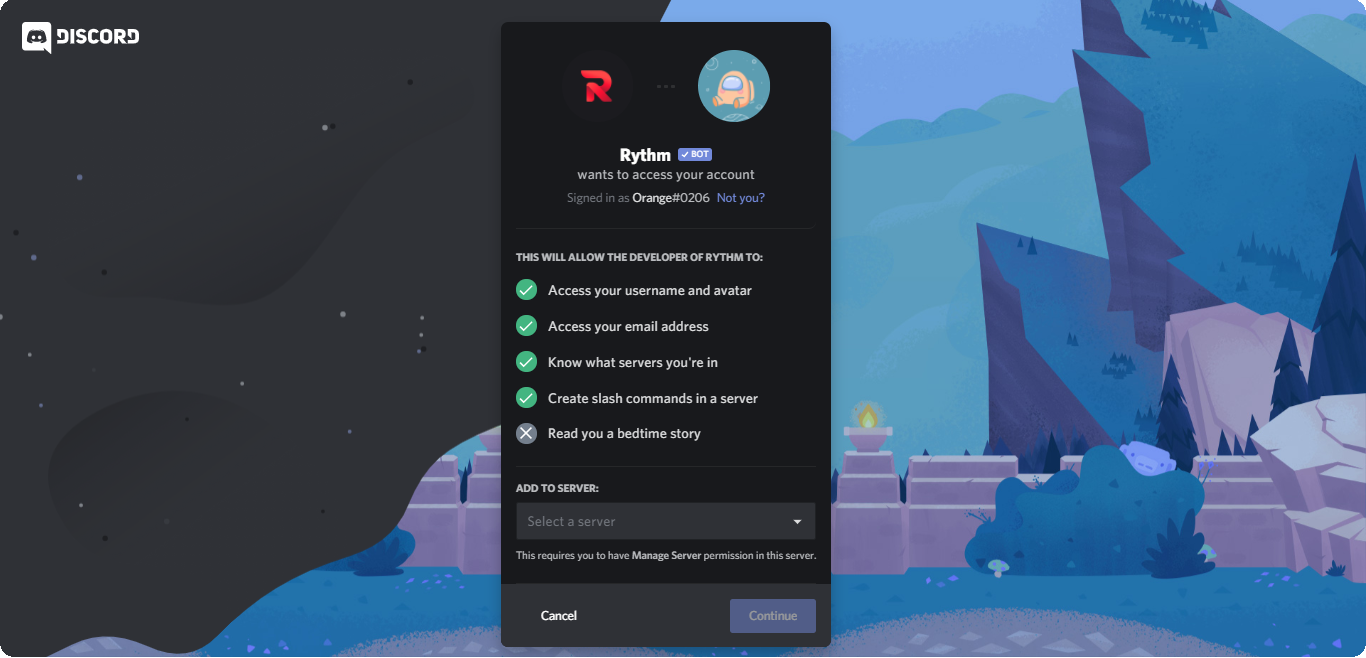 DISCORD
Rythm BOT
wants to access your account
Signed in as Orange#0206 Not you?
THIS WILL ALLOW THE DEVELOPER OF RYTHM TO:
Access your username and avatar
Access your email address
Know what servers you're in
Create slash commands in a server
Read you a bedtime story
ADD TO SERVER:
Select a server
This requires you to have Manage Server permission in this server.
Cancel Continue